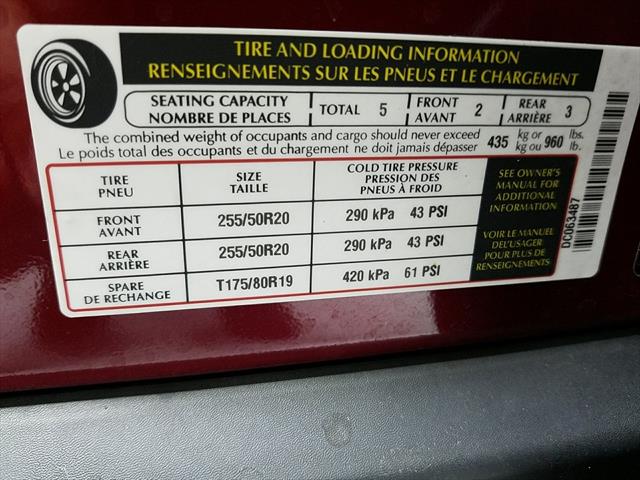 TIRE AND LOADING INFORMATION
RENSEIGNEMENTS SUR LES PNEUS ET LE CHARGEMENT
SEATING CAPACITY
NOMBRE DE PLACES
TOTAL 5
FRONT
AVANT 2
REAR
ARRIÈRE 3
The combined weight of occupants and cargo should never exceed 435 kg or 960 lbs.
Le poids total des occupants et du chargement ne doit jamais dépasser kg ou lb.
TIRE
PNEU
SIZE
TAILLE
COLD TIRE PRESSURE
PRESSION DES
PNEUS À FROID
FRONT
AVANT
255/50R20
290 kPa 43 PSI
REAR
ARRIÈRE
255/50R20
290 kPa 43 PSI
SPARE
DE RECHANGE
T175/80R19
420 kPa 61 PSI
SEE OWNER'S
MANUAL FOR
ADDITIONAL
INFORMATION.
VOIR LE MANUEL
DEL'USAGER
POUR PLUS DE
RENSEIGNEMENTS.
DC063487